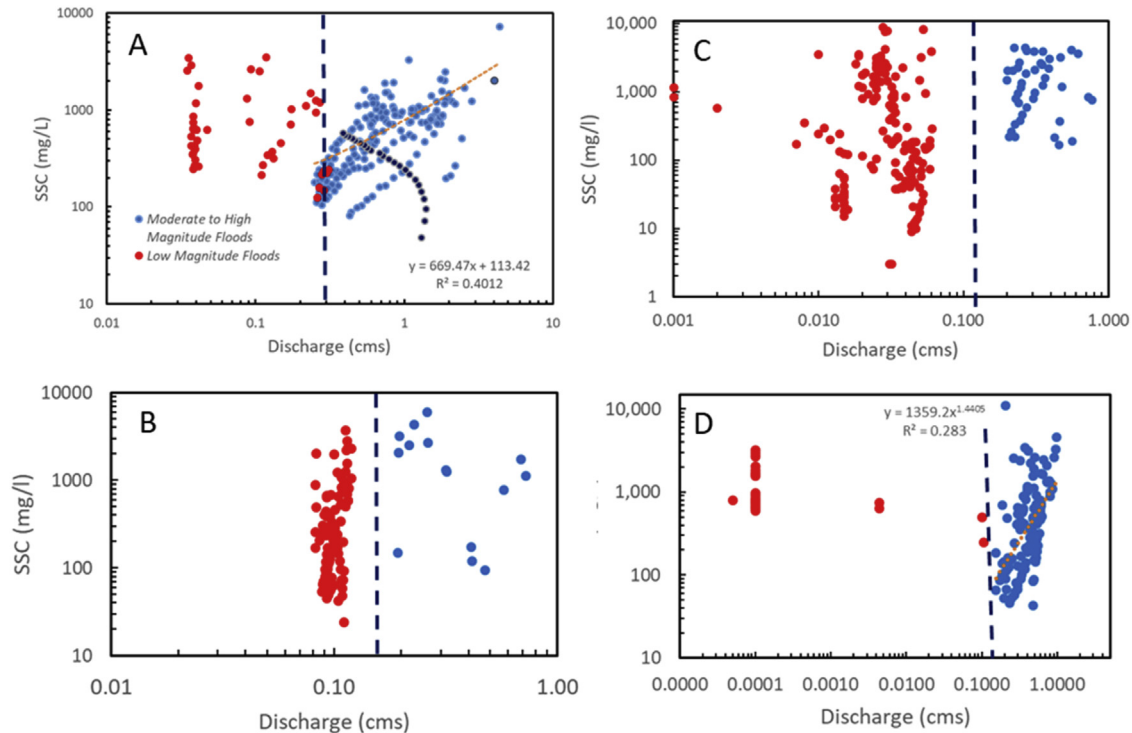 A
10000
1000
100
10
0.01
0.1
1
10
SSC (mg/L)
Discharge (cms)
Moderate to High
Magnitude Floods
Low Magnitude Floods
y = 669.47x + 113.42
R² = 0.4012
C
10,000
1,000
100
10
1
0.001
0.010
0.100
1.000
SSC (mg/l)
Discharge (cms)
B
10000
1000
100
10
0.01
0.10
1.00
SSC (mg/l)
Discharge (cms)
D
10,000
1,000
100
10
0.0000
0.0001
0.0010
0.0100
0.1000
1.0000
y = 1359.2x^1.4405
R² = 0.283
Discharge (cms)